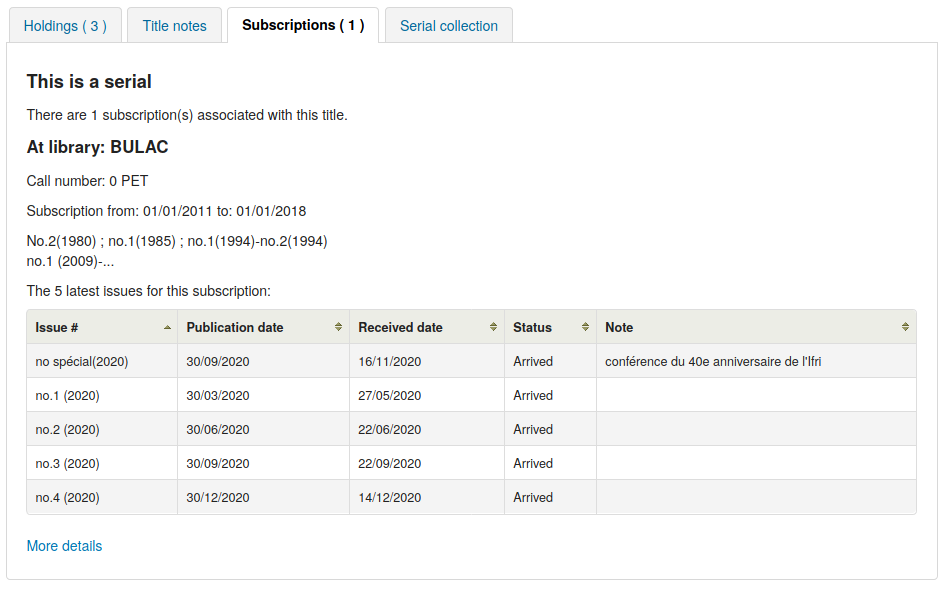 Holdings ( 3 ) Title notes Subscriptions ( 1 ) Serial collection
This is a serial
There are 1 subscription(s) associated with this title.
At library: BULAC
Call number: 0 PET
Subscription from: 01/01/2011 to: 01/01/2018
No.2(1980) ; no.1(1985) ; no.1(1994)-no.2(1994)
no.1 (2009)-...
The 5 latest issues for this subscription:
Issue # Publication date Received date Status Note
no spécial(2020) 30/09/2020 16/11/2020 Arrived conférence du 40e anniversaire de l'Ifri
no.1 (2020) 30/03/2020 27/05/2020 Arrived
no.2 (2020) 30/06/2020 22/06/2020 Arrived
no.3 (2020) 30/09/2020 22/09/2020 Arrived
no.4 (2020) 30/12/2020 14/12/2020 Arrived
More details